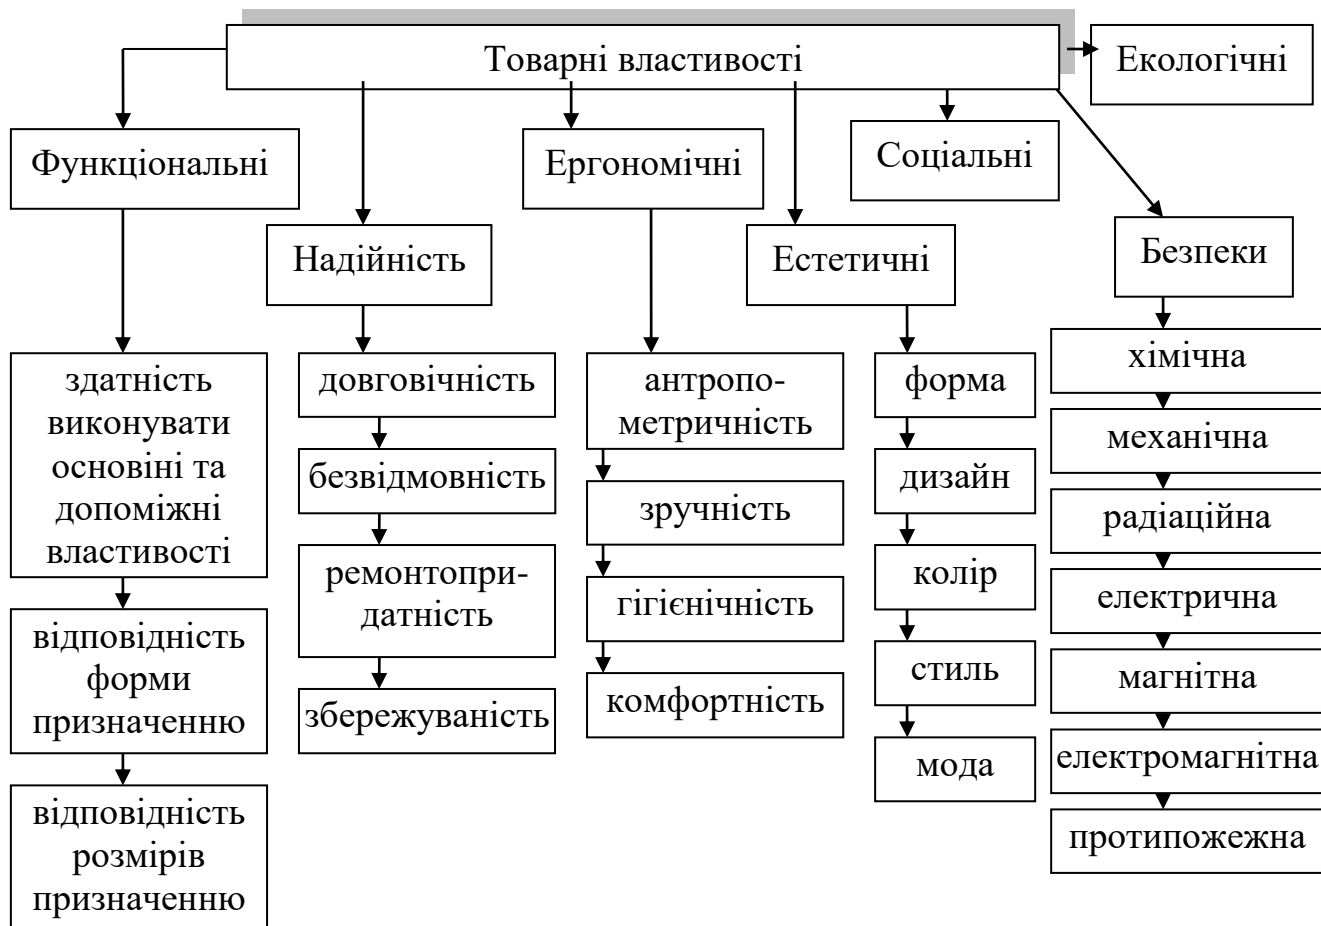 Товарні властивості
Екологічні
Функціональні
Ергономічні
Соціальні
Надійність
Естетичні
Безпеки
здатність
виконувати
основіні та
допоміжні
властивості
відповідність
форми
призначенню
відповідність
розмірів
призначенню
довговічність
безвідмовність
ремонтопри-
датність
збережуваність
антропо-
метричність
зручність
гігієнічність
комфортність
форма
дизайн
колір
стиль
мода
хімічна
механічна
радіаційна
електрична
магнітна
електромагнітна
протипожежна